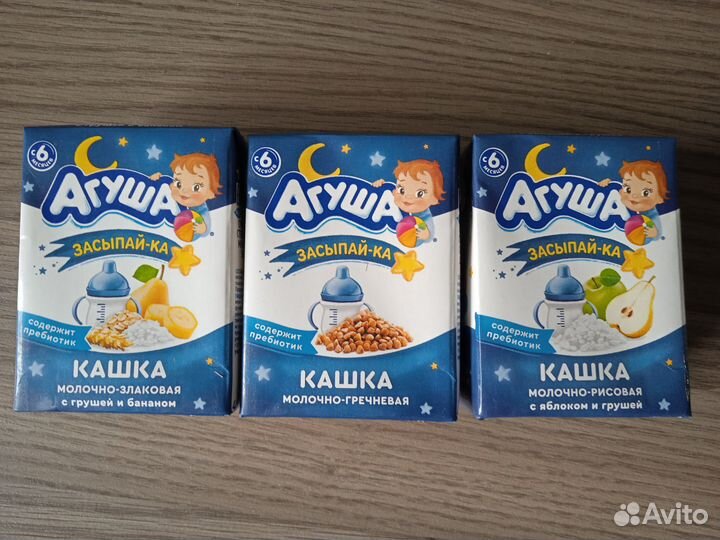 с 6 месяцев
АГУША
ЗАСЫПАЙ-КА
содержит
пребиотик
КАШКА
МОЛОЧНО-ЗЛАКОВАЯ
с грушей и бананом
с 6 месяцев
АГУША
ЗАСЫПАЙ-КА
содержит
пребиотик
КАШКА
МОЛОЧНО-ГРЕЧНЕВАЯ
с 6 месяцев
АГУША
ЗАСЫПАЙ-КА
содержит
пребиотик
КАШКА
МОЛОЧНО-РИСОВАЯ
с яблоком и грушей
Avito